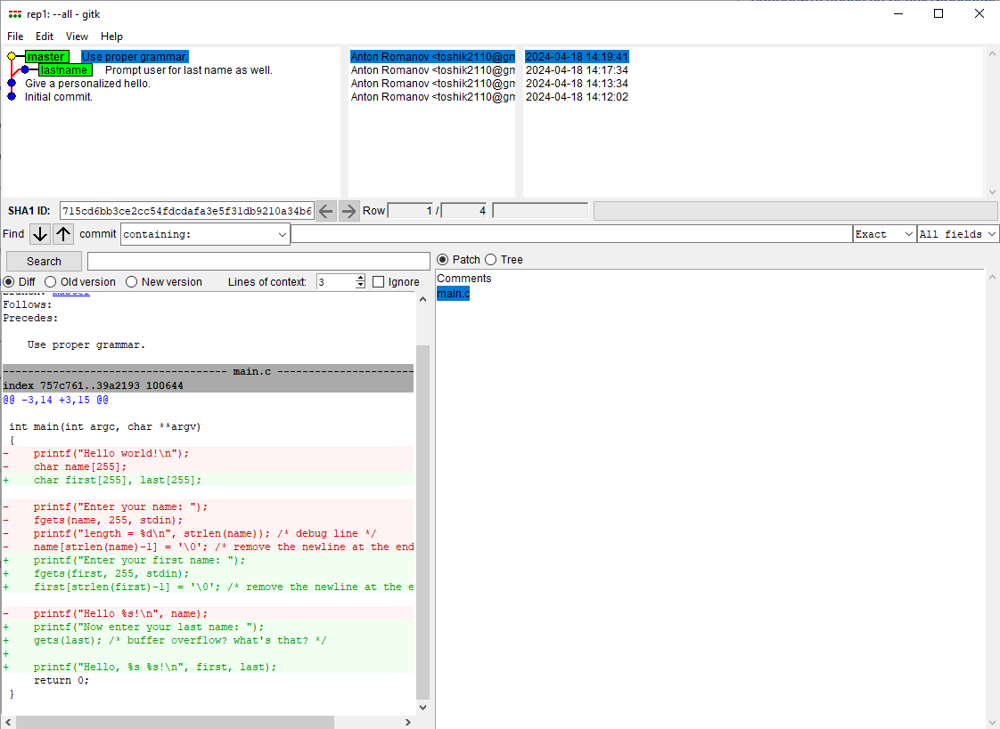 rep1: --all - gitk
File Edit View Help
master Use proper grammar. Anton Romanov <toshik2110@gm 2024-04-18 14:19:41
lastname Prompt user for last name as well. Anton Romanov <toshik2110@gm 2024-04-18 14:17:34
Give a personalized hello. Anton Romanov <toshik2110@gm 2024-04-18 14:13:34
Initial commit. Anton Romanov <toshik2110@gm 2024-04-18 14:12:02
SHA1 ID: 715cd6bb3ce2cc54fdcdafa3e5f31db9210a34b6 Row 1 / 4
Find commit containing: Exact All fields
Search
Patch Tree
Diff Old version New version Lines of context: 3 Ignore
Comments
main.c
Branch: master
Follows:
Precedes:
Use proper grammar.
----------------------------------- main.c ----------------------
index 757c761..39a2193 100644
@@ -3,14 +3,15 @@
int main(int argc, char **argv)
{
-    printf("Hello world!\n");
-    char name[255];
+    char first[255], last[255];
-    printf("Enter your name: ");
-    fgets(name, 255, stdin);
-    printf("length = %d\n", strlen(name)); /* debug line */
-    name[strlen(name)-1] = '\0'; /* remove the newline at the end
+    printf("Enter your first name: ");
+    fgets(first, 255, stdin);
+    first[strlen(first)-1] = '\0'; /* remove the newline at the e
-    printf("Hello %s!\n", name);
+    printf("Now enter your last name: ");
+    gets(last); /* buffer overflow? what's that? */
+
+    printf("Hello, %s %s!\n", first, last);
return 0;
}